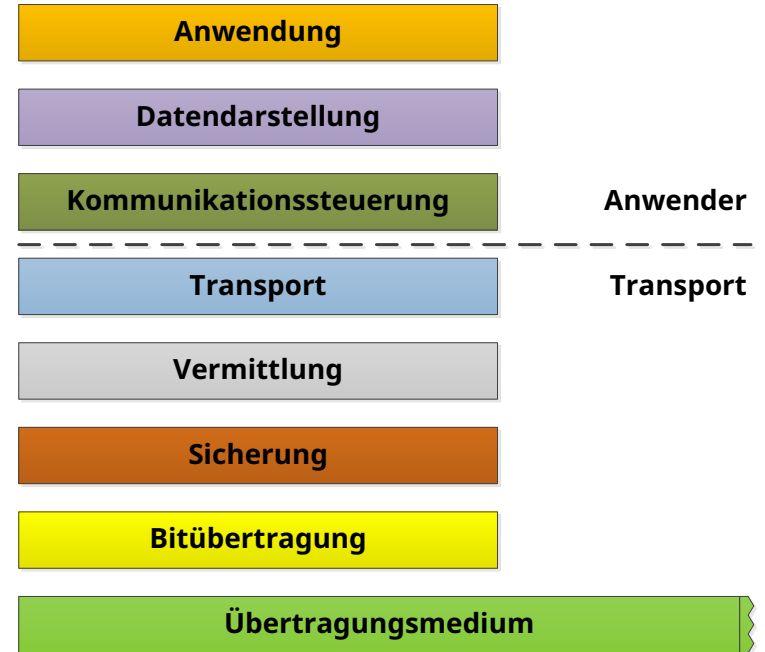 Anwendung
Datendarstellung
Kommunikationssteuerung
Anwender
Transport
Transport
Vermittlung
Sicherung
Bitübertragung
Übertragungsmedium